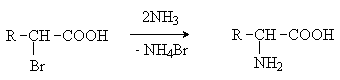 R - CH-COOH
Br
2NH3
- NH4Br
R - CH-COOH
NH2